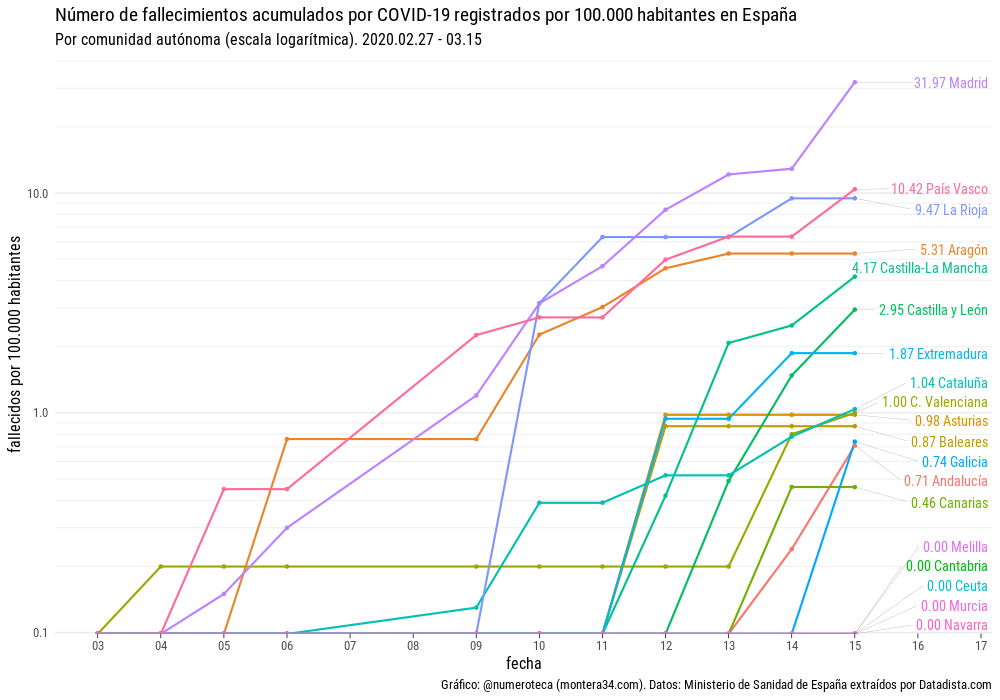 Número de fallecimientos acumulados por COVID-19 registrados por 100.000 habitantes en España
Por comunidad autónoma (escala logarítmica). 2020.02.27 - 03.15
fallecidos por 100.000 habitantes
10.0
1.0
0.1
31.97 Madrid
10.42 País Vasco
9.47 La Rioja
5.31 Aragón
4.17 Castilla-La Mancha
2.95 Castilla y León
1.87 Extremadura
1.04 Cataluña
1.00 C. Valenciana
0.98 Asturias
0.87 Baleares
0.74 Galicia
0.71 Andalucía
0.46 Canarias
0.00 Melilla
0.00 Cantabria
0.00 Ceuta
0.00 Murcia
0.00 Navarra
03 04 05 06 07 08 09 10 11 12 13 14 15 16 17
fecha
Gráfico: @numeroteca (montera34.com). Datos: Ministerio de Sanidad de España extraídos por Datadista.com